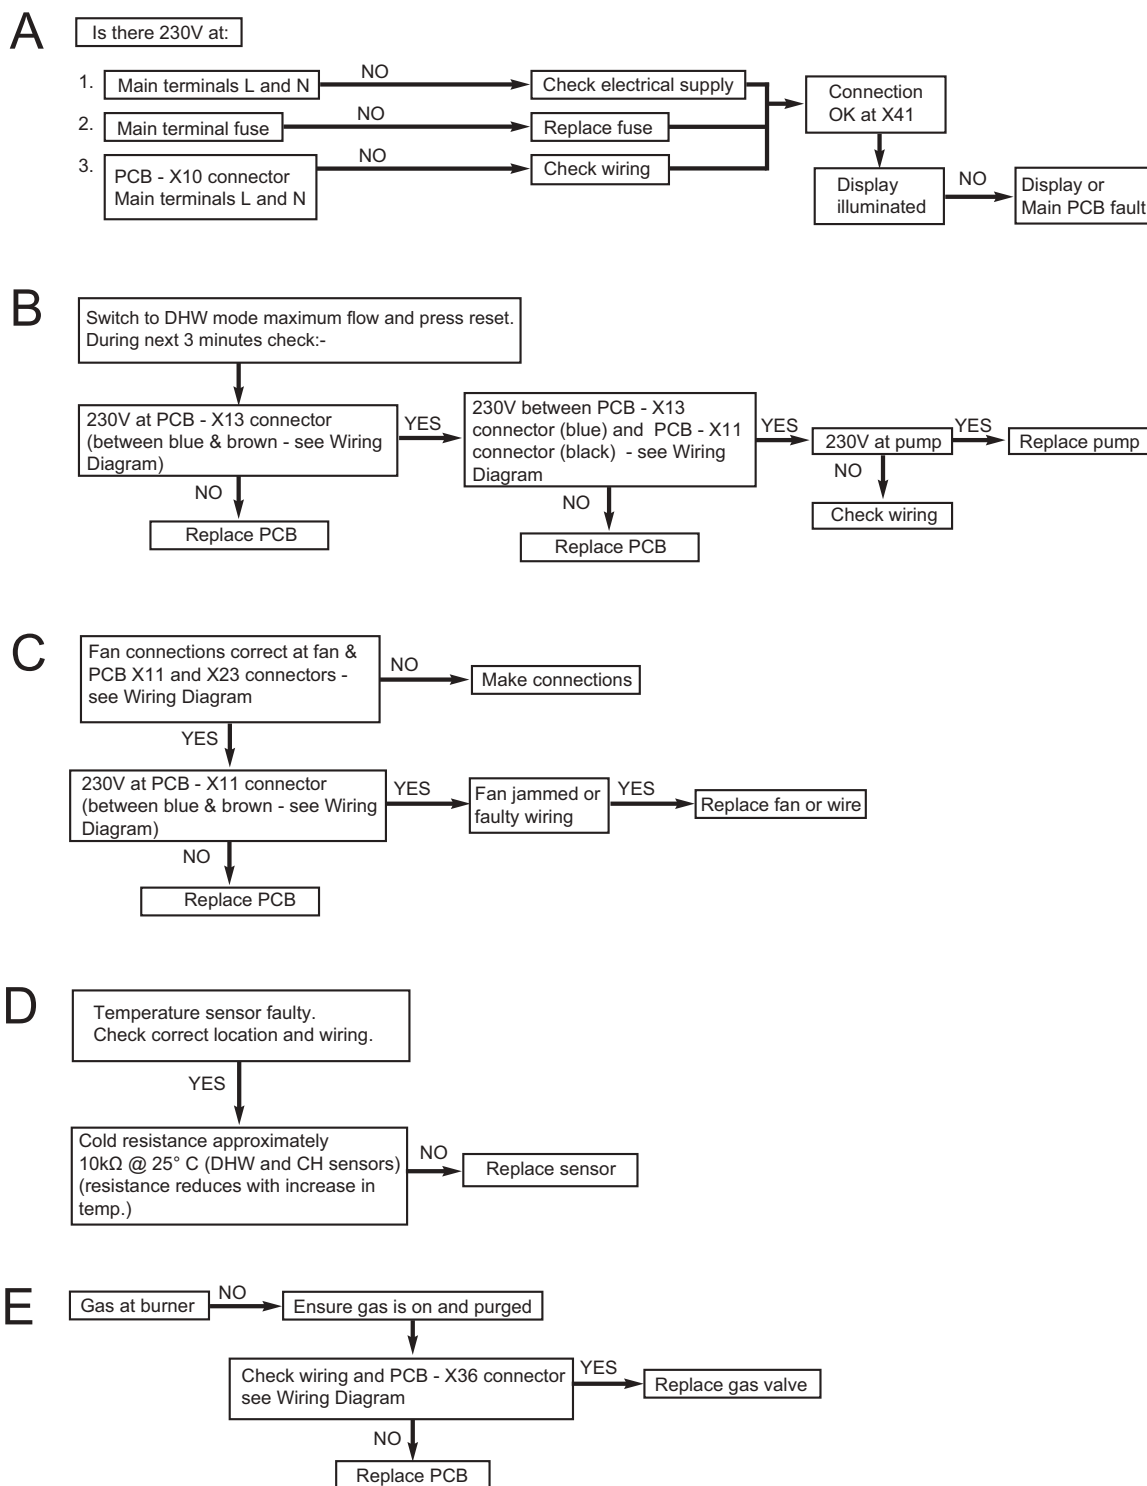 A
Is there 230V at:
1.
Main terminals L and N
NO
Check electrical supply
2.
Main terminal fuse
NO
Replace fuse
3.
PCB - X10 connector
Main terminals L and N
NO
Check wiring
Connection
OK at X41
Display
illuminated
NO
Display or
Main PCB fault
B
Switch to DHW mode maximum flow and press reset.
During next 3 minutes check:-
230V at PCB - X13 connector
(between blue & brown - see Wiring
Diagram)
YES
NO
Replace PCB
230V between PCB - X13
connector (blue) and PCB - X11
connector (black) - see Wiring
Diagram
YES
NO
Replace PCB
230V at pump
YES
Replace pump
NO
Check wiring
C
Fan connections correct at fan &
PCB X11 and X23 connectors -
see Wiring Diagram
NO
Make connections
YES
230V at PCB - X11 connector
(between blue & brown - see Wiring
Diagram)
YES
Fan jammed or
faulty wiring
YES
Replace fan or wire
NO
Replace PCB
D
Temperature sensor faulty.
Check correct location and wiring.
YES
Cold resistance approximately
10kΩ @ 25° C (DHW and CH sensors)
(resistance reduces with increase in
temp.)
NO
Replace sensor
E
Gas at burner
NO
Ensure gas is on and purged
Check wiring and PCB - X36 connector
see Wiring Diagram
YES
Replace gas valve
NO
Replace PCB